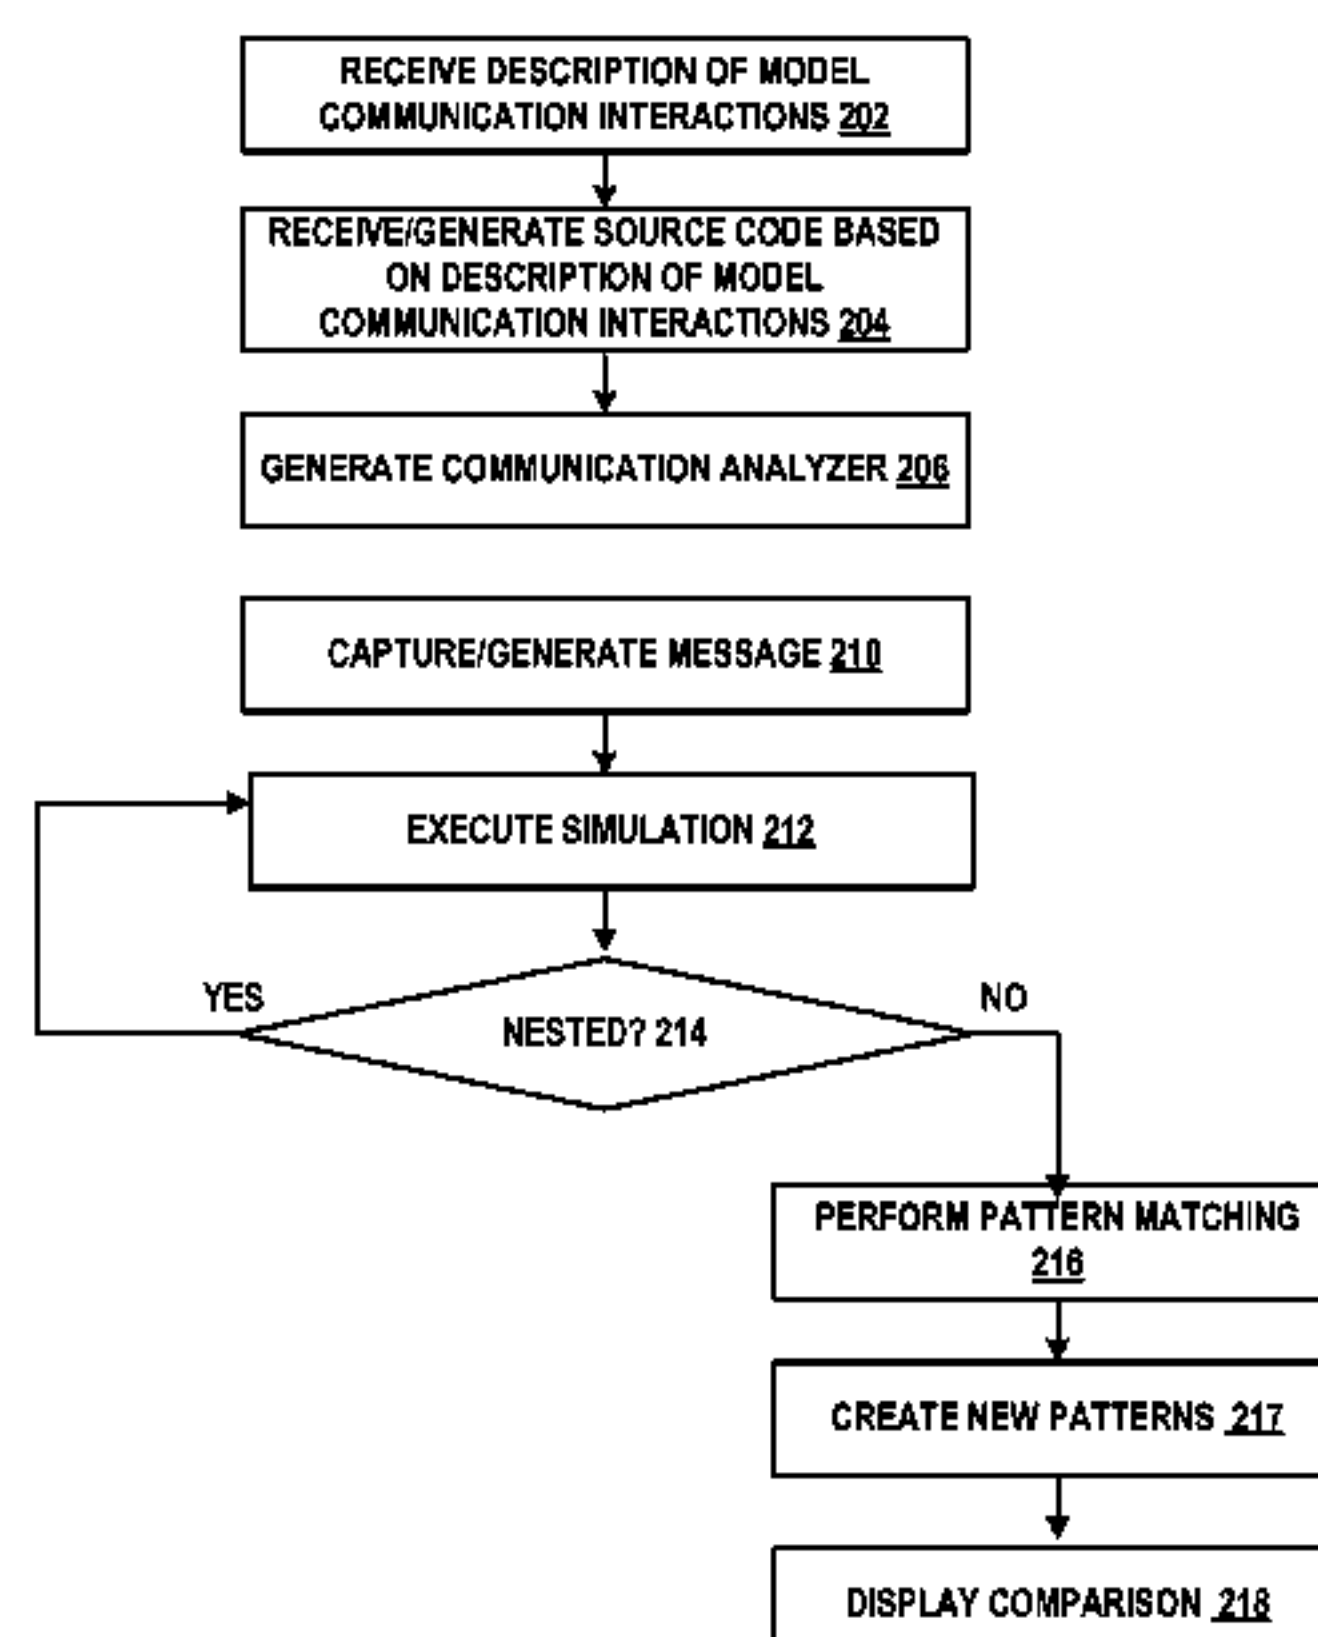 RECEIVE DESCRIPTION OF MODEL
COMMUNICATION INTERACTIONS 202
RECEIVE/GENERATE SOURCE CODE BASED
ON DESCRIPTION OF MODEL
COMMUNICATION INTERACTIONS 204
GENERATE COMMUNICATION ANALYZER 206
CAPTURE/GENERATE MESSAGE 210
EXECUTE SIMULATION 212
YES
NO
NESTED? 214
PERFORM PATTERN MATCHING
216
CREATE NEW PATTERNS 217
DISPLAY COMPARISON 218